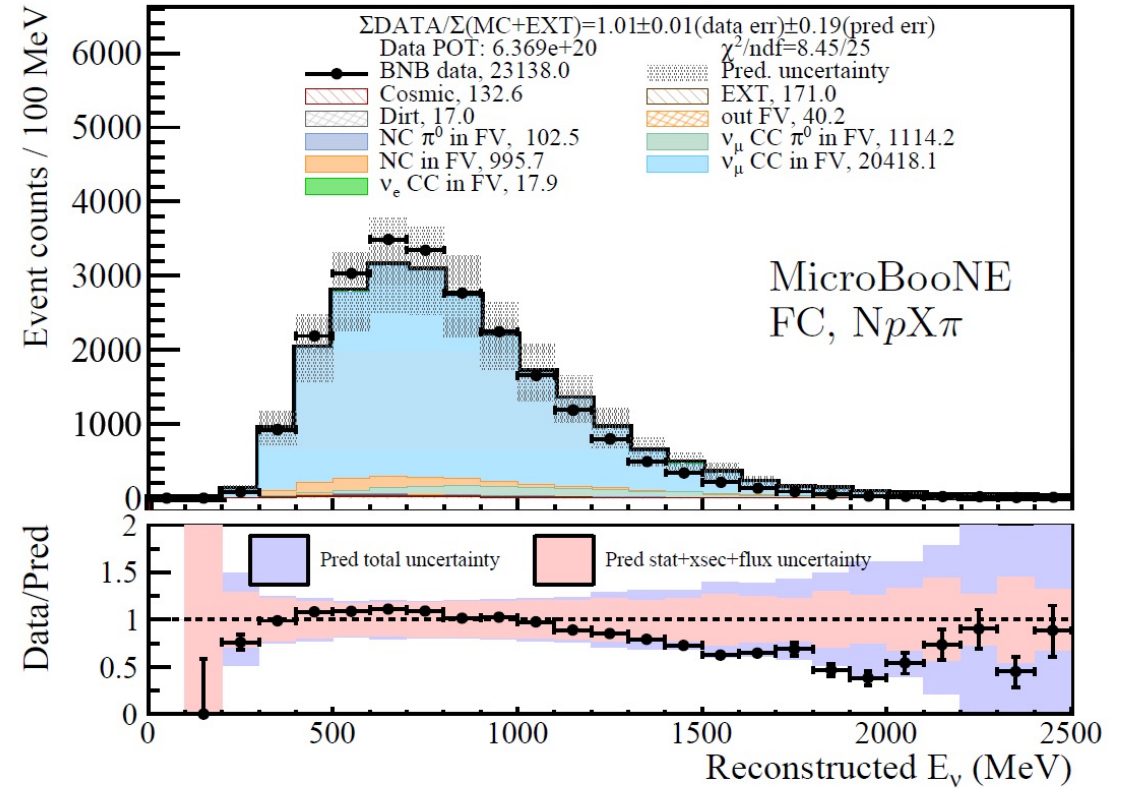 ΣDATA/Σ(MC+EXT)=1.01±0.01(data err)±0.19(pred err)
Data POT: 6.369e+20 χ²/ndf=8.45/25
BNB data, 23138.0 Pred. uncertainty
Cosmic, 132.6 EXT, 171.0
Dirt, 17.0 out FV, 40.2
NC π⁰ in FV, 102.5 ν_μ CC π⁰ in FV, 1114.2
NC in FV, 995.7 ν_μ CC in FV, 20418.1
ν_e CC in FV, 17.9
MicroBooNE
FC, NpXπ
Event counts / 100 MeV
6000
5000
4000
3000
2000
1000
0
Pred total uncertainty Pred stat+xsec+flux uncertainty
Data/Pred
2
1.5
1
0.5
0
0 500 1000 1500 2000 2500
Reconstructed E_ν (MeV)